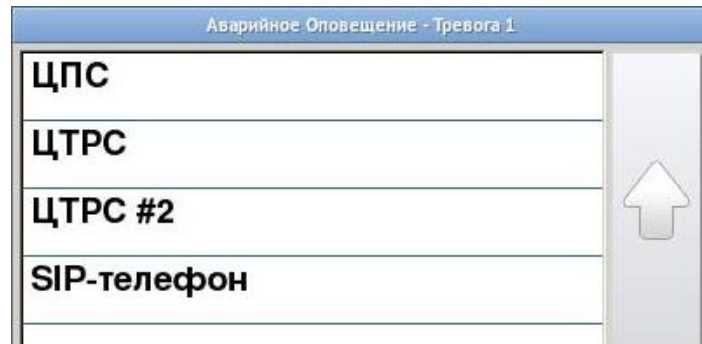 Аварийное Оповещение - Тревога 1
ЦПС
ЦТРС
ЦТРС #2
SIP-телефон